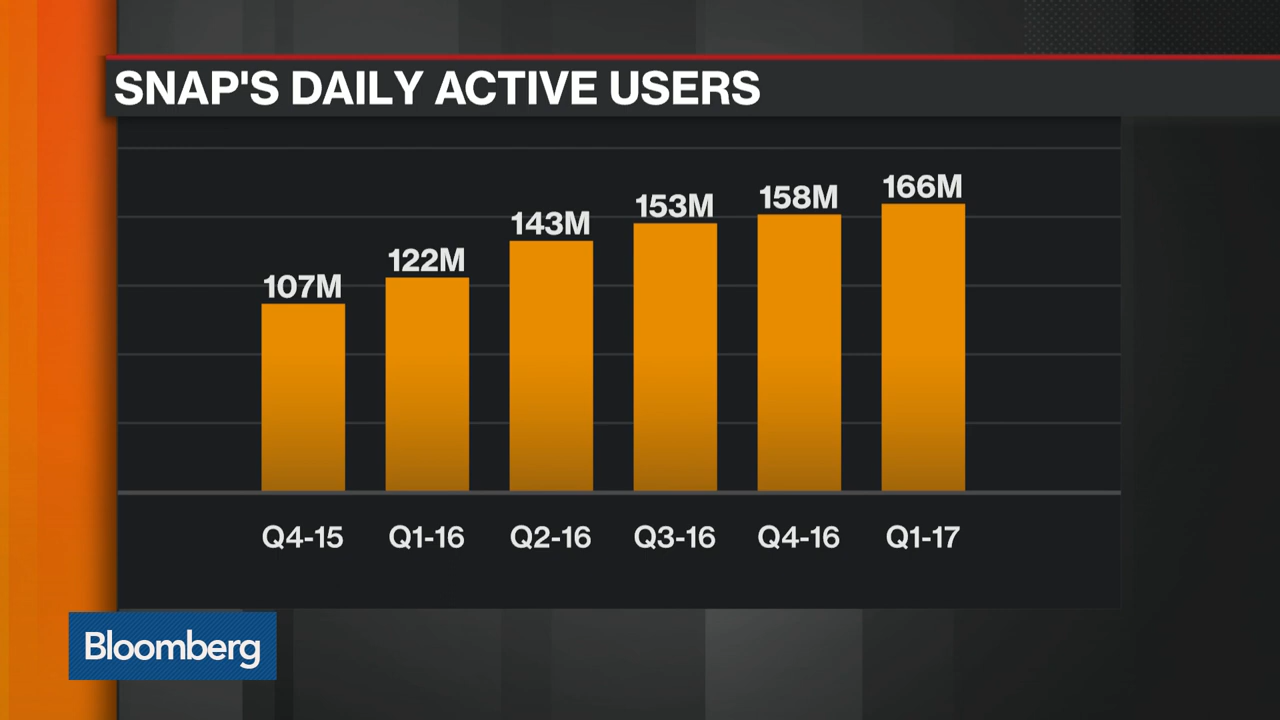 SNAP'S DAILY ACTIVE USERS
107M
122M
143M
153M
158M
166M
Q4-15 Q1-16 Q2-16 Q3-16 Q4-16 Q1-17
Bloomberg